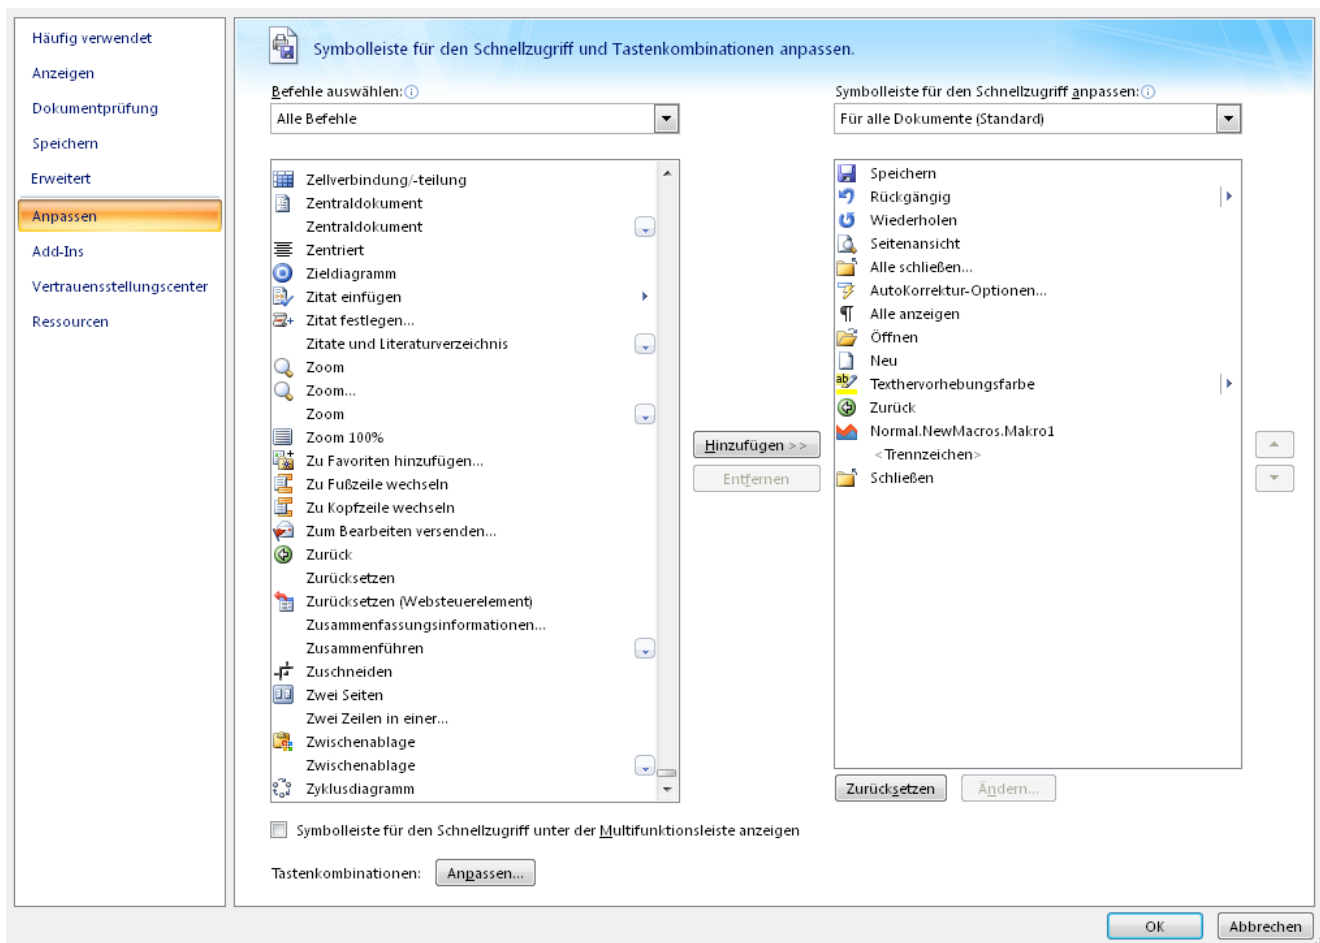 Häufig verwendet
Anzeigen
Dokumentprüfung
Speichern
Erweitert
Anpassen
Add-Ins
Vertrauensstellungscenter
Ressourcen
Symbolleiste für den Schnellzugriff und Tastenkombinationen anpassen.
Befehle auswählen:
Alle Befehle
Zellverbindung/-teilung
Zentraldokument
Zentraldokument
Zentriert
Zieldiagramm
Zitat einfügen
Zitat festlegen...
Zitate und Literaturverzeichnis
Zoom
Zoom...
Zoom
Zoom 100%
Zu Favoriten hinzufügen...
Zu Fußzeile wechseln
Zu Kopfzeile wechseln
Zum Bearbeiten versenden...
Zurück
Zurücksetzen
Zurücksetzen (Websteuerelement)
Zusammenfassungsinformationen...
Zusammenführen
Zuschneiden
Zwei Seiten
Zwei Zeilen in einer...
Zwischenablage
Zwischenablage
Zyklusdiagramm
Hinzufügen >>
Entfernen
Symbolleiste für den Schnellzugriff anpassen:
Für alle Dokumente (Standard)
Speichern
Rückgängig
Wiederholen
Seitenansicht
Alle schließen...
AutoKorrektur-Optionen...
Alle anzeigen
Öffnen
Neu
Texthervorhebungsfarbe
Zurück
Normal.NewMacros.Makro1
<Trennzeichen>
Schließen
Zurücksetzen
Ändern...
Symbolleiste für den Schnellzugriff unter der Multifunktionsleiste anzeigen
Tastenkombinationen: Anpassen...
OK
Abbrechen